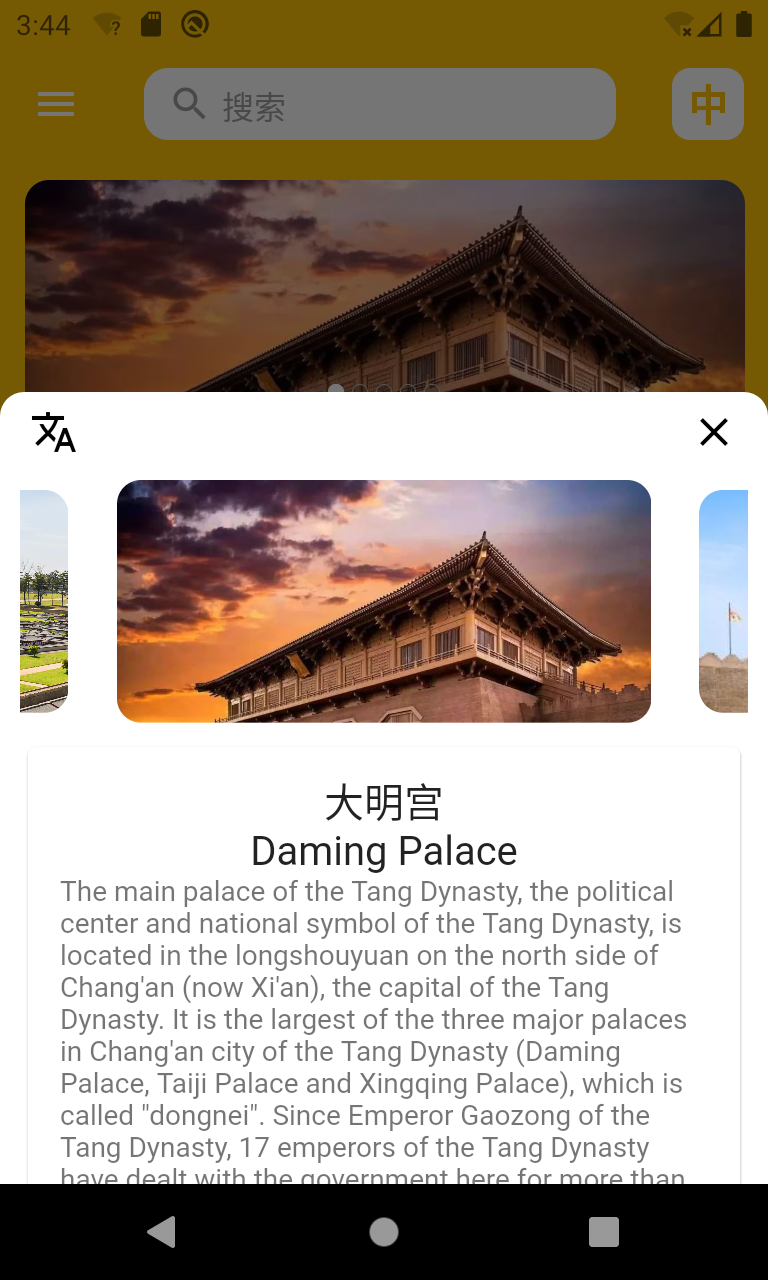 3:44
搜索
中
大明宫
Daming Palace
The main palace of the Tang Dynasty, the political
center and national symbol of the Tang Dynasty, is
located in the longshouyuan on the north side of
Chang'an (now Xi'an), the capital of the Tang
Dynasty. It is the largest of the three major palaces
in Chang'an city of the Tang Dynasty (Daming
Palace, Taiji Palace and Xingqing Palace), which is
called "dongnei". Since Emperor Gaozong of the
Tang Dynasty, 17 emperors of the Tang Dynasty
have dealt with the government here for more than